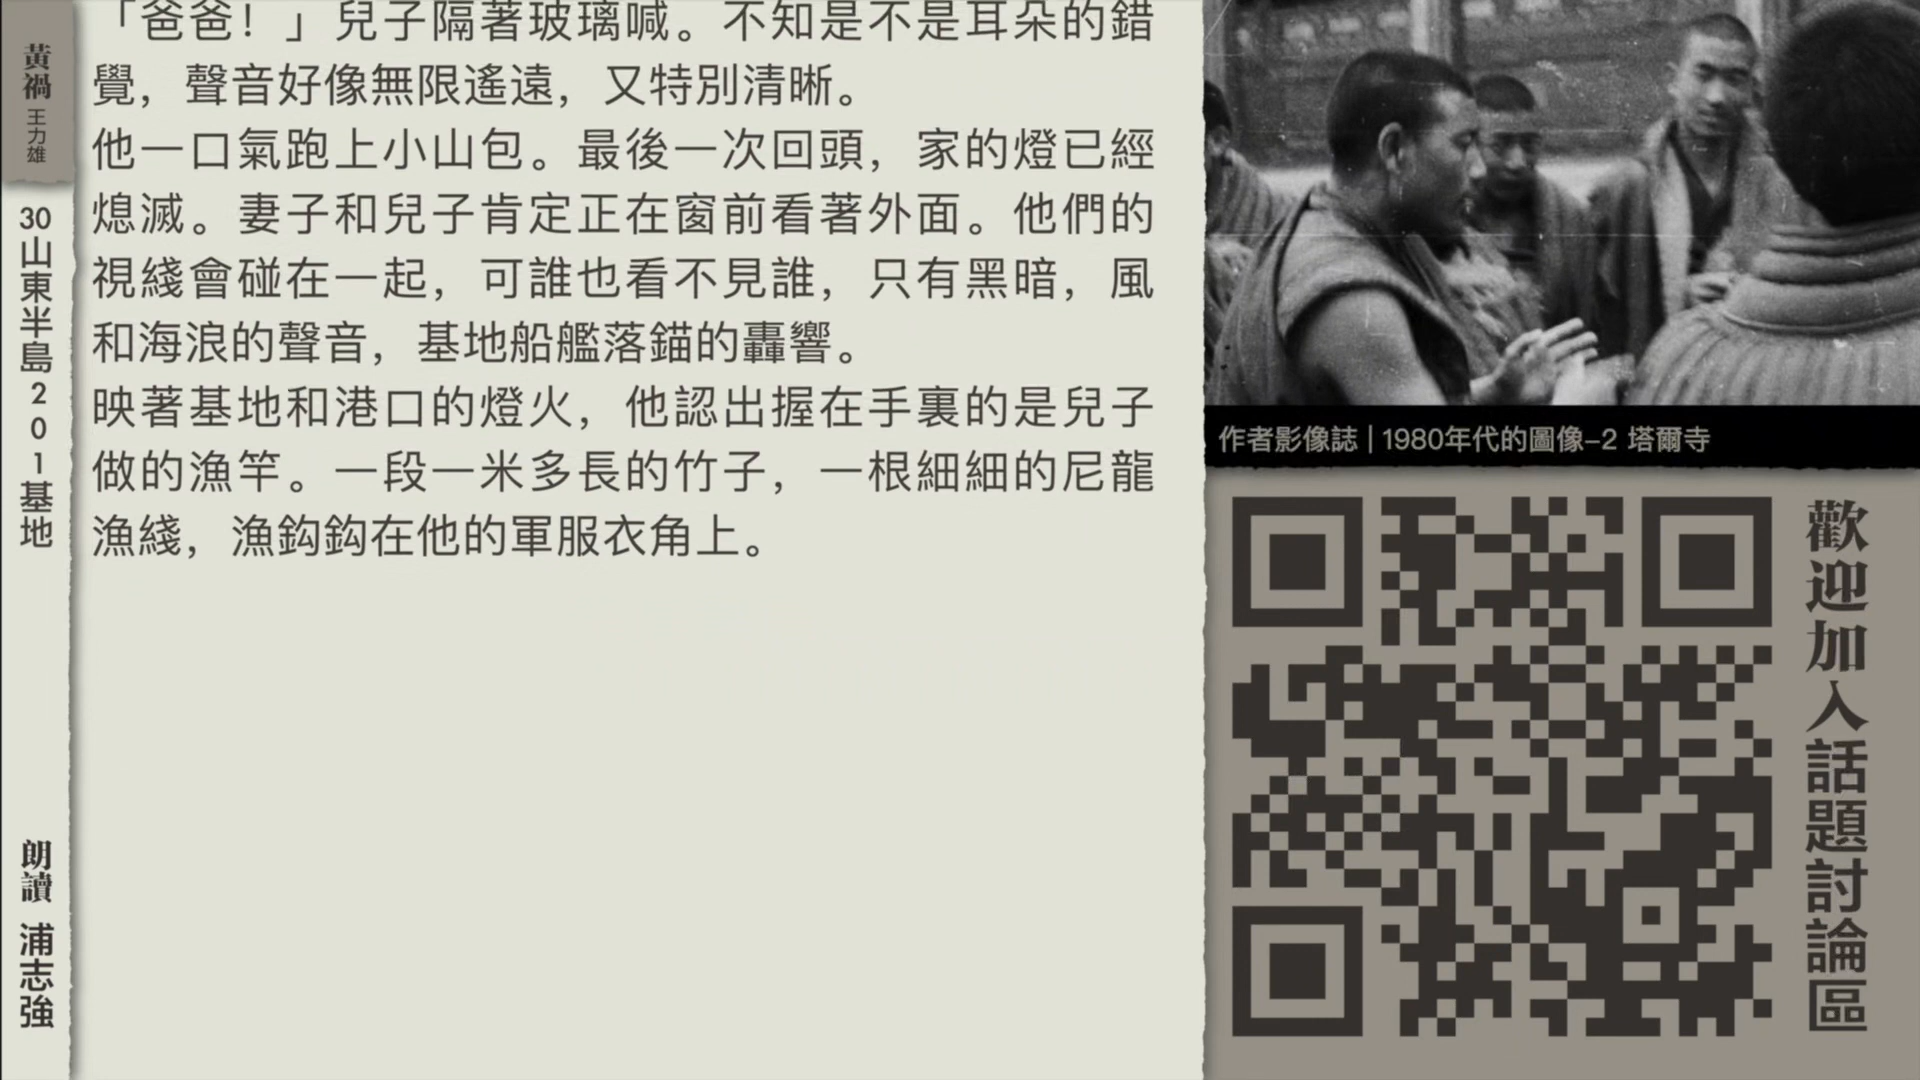 黃禍 王力雄
30山東半島201基地
朗讀 浦志強
「爸爸！」兒子隔著玻璃喊。不知是不是耳朵的錯
覺，聲音好像無限遙遠，又特別清晰。
他一口氣跑上小山包。最後一次回頭，家的燈已經
熄滅。妻子和兒子肯定正在窗前看著外面。他們的
視綫會碰在一起，可誰也看不見誰，只有黑暗，風
和海浪的聲音，基地船艦落錨的轟響。
映著基地和港口的燈火，他認出握在手裏的是兒子
做的漁竿。一段一米多長的竹子，一根細細的尼龍
漁綫，漁鈎鈎在他的軍服衣角上。
作者影像誌 | 1980年代的圖像–2 塔爾寺
歡迎加入話題討論區